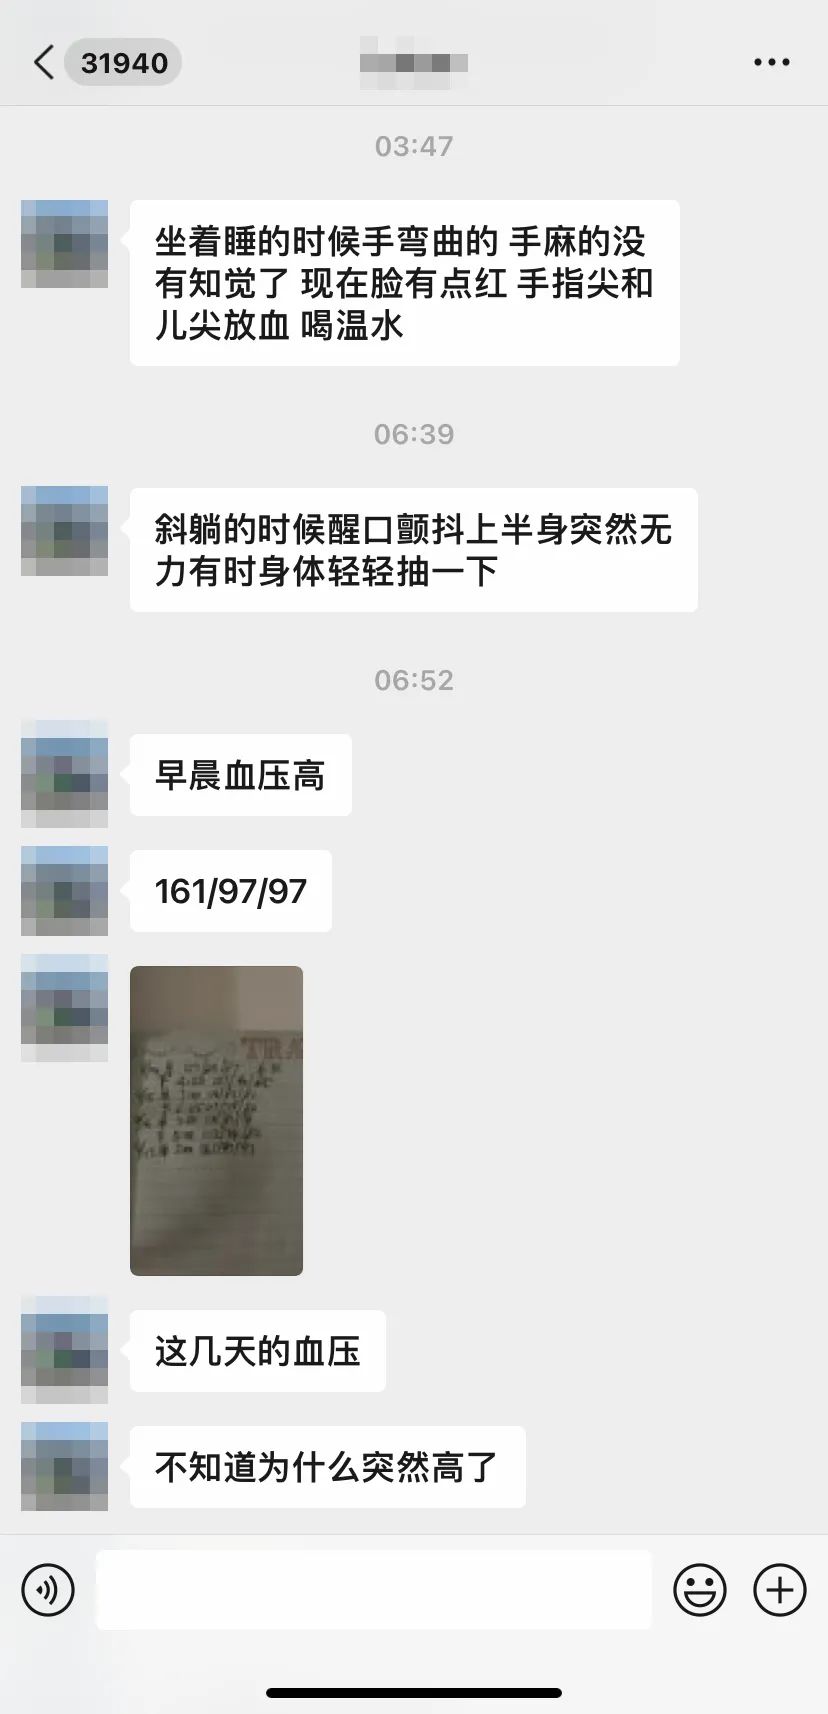 31940
03:47
坐着睡的时候手弯曲的 手麻的没
有知觉了 现在脸有点红 手指尖和
儿尖放血 喝温水
06:39
斜躺的时候醒口颤抖上半身突然无
力有时身体轻轻抽一下
06:52
早晨血压高
161/97/97
TRA
这几天的血压
不知道为什么突然高了